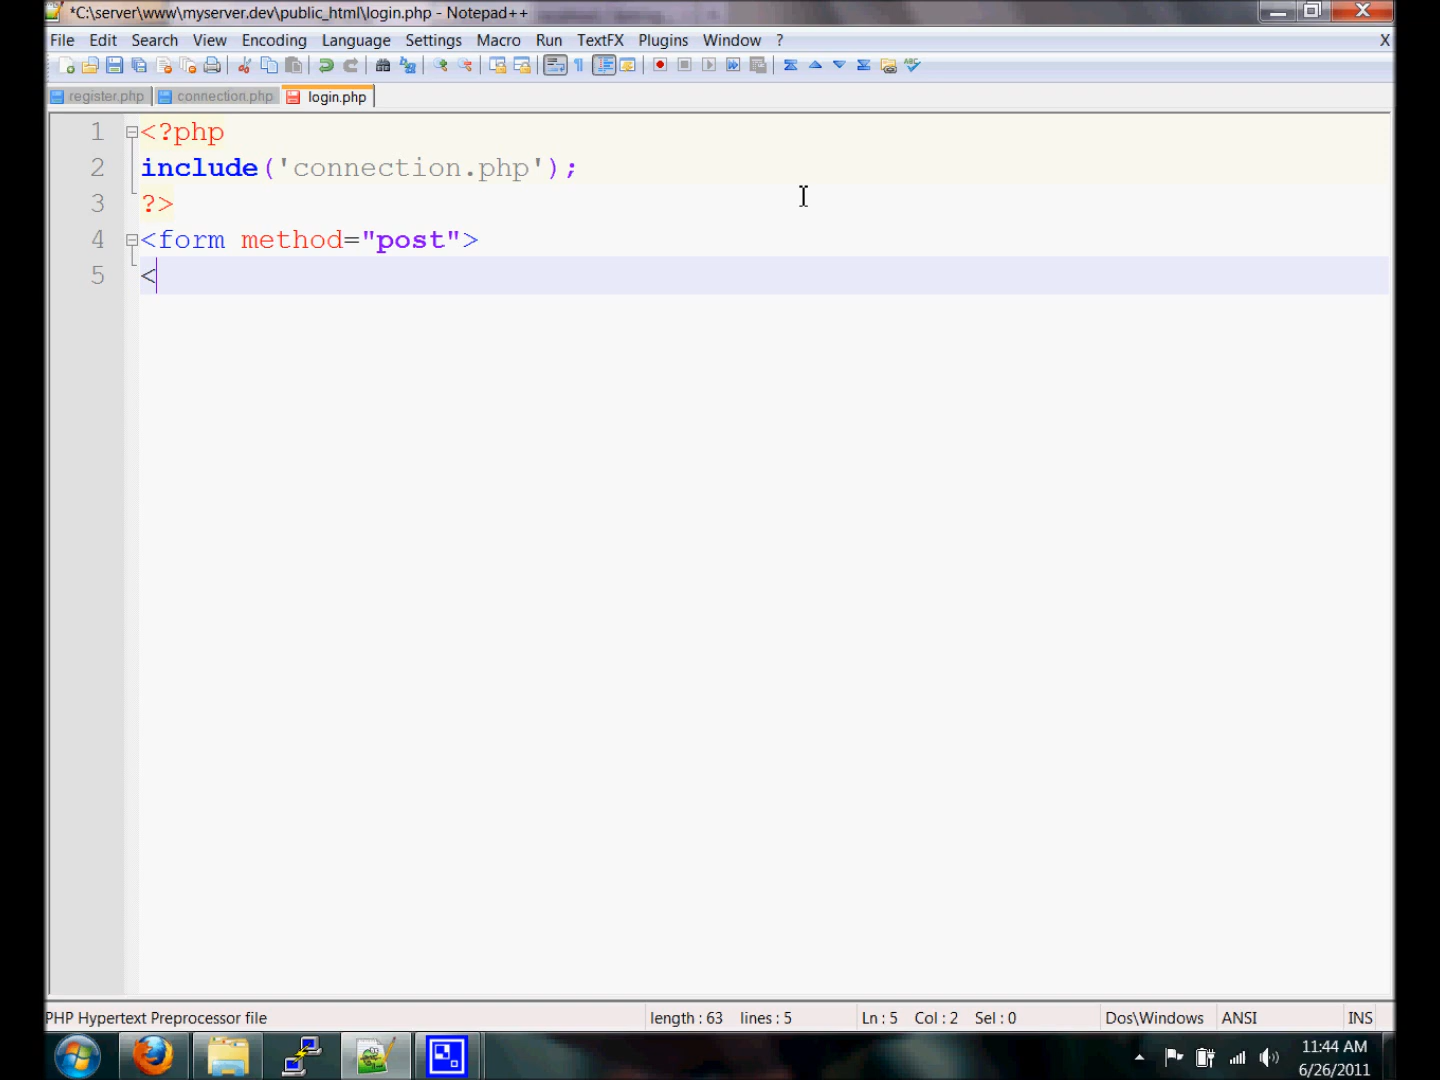 *C:\server\www\myserver.dev\public_html\login.php - Notepad++
File Edit Search View Encoding Language Settings Macro Run TextFX Plugins Window ? X
register.php connection.php login.php
1 <?php
2 include('connection.php');
3 ?>
4 <form method="post">
5 <
PHP Hypertext Preprocessor file length : 63 lines : 5 Ln : 5 Col : 2 Sel : 0 Dos\Windows ANSI INS
11:44 AM
6/26/2011